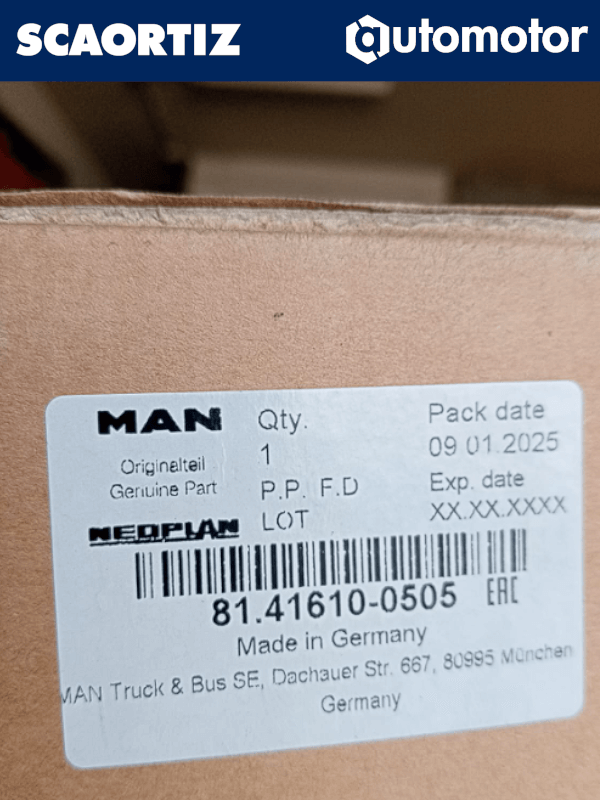 SCAORTIZ
automotor
MAN
Originalteil
Genuine Part
NEOPLAN
Qty.
1
P.P. F.D
LOT
Pack date
09 01.2025
Exp. date
XX.XX.XXXX
81.41610-0505 EAC
Made in Germany
MAN Truck & Bus SE, Dachauer Str. 667, 80995 München
Germany